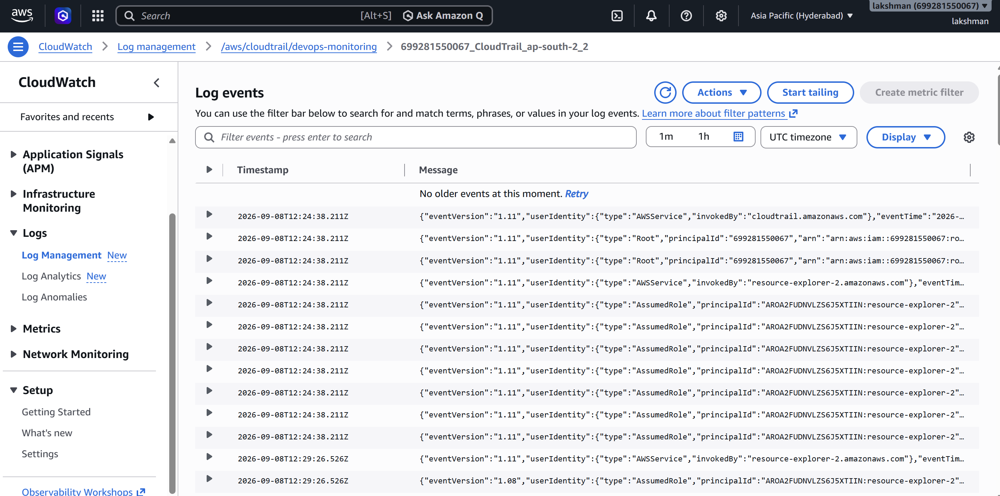 aws
Search [Alt+S] Ask Amazon Q
Asia Pacific (Hyderabad)
lakshman (699281550067)
lakshman
CloudWatch
Log management
/aws/cloudtrail/devops-monitoring
699281550067_CloudTrail_ap-south-2_2
CloudWatch
Favorites and recents
Application Signals
(APM)
Infrastructure
Monitoring
Logs
Log Management New
Log Analytics New
Log Anomalies
Metrics
Network Monitoring
Setup
Getting Started
What's new
Settings
Observability Workshops
Log events
Actions
Start tailing
Create metric filter
You can use the filter bar below to search for and match terms, phrases, or values in your log events. Learn more about filter patterns
Filter events - press enter to search
1m 1h
UTC timezone
Display
Timestamp Message
No older events at this moment. Retry
2026-09-08T12:24:38.211Z {"eventVersion":"1.11","userIdentity":{"type":"AWSService","invokedBy":"cloudtrail.amazonaws.com"},"eventTime":"2026-…
2026-09-08T12:24:38.211Z {"eventVersion":"1.11","userIdentity":{"type":"Root","principalId":"699281550067","arn":"arn:aws:iam::699281550067:ro…
2026-09-08T12:24:38.211Z {"eventVersion":"1.11","userIdentity":{"type":"Root","principalId":"699281550067","arn":"arn:aws:iam::699281550067:ro…
2026-09-08T12:24:38.211Z {"eventVersion":"1.11","userIdentity":{"type":"AWSService","invokedBy":"resource-explorer-2.amazonaws.com"},"eventTim…
2026-09-08T12:24:38.211Z {"eventVersion":"1.11","userIdentity":{"type":"AssumedRole","principalId":"AROA2FUDNVLZS6J5XTIIN:resource-explorer-2"…
2026-09-08T12:24:38.211Z {"eventVersion":"1.11","userIdentity":{"type":"AssumedRole","principalId":"AROA2FUDNVLZS6J5XTIIN:resource-explorer-2"…
2026-09-08T12:24:38.211Z {"eventVersion":"1.11","userIdentity":{"type":"AssumedRole","principalId":"AROA2FUDNVLZS6J5XTIIN:resource-explorer-2"…
2026-09-08T12:24:38.211Z {"eventVersion":"1.11","userIdentity":{"type":"AssumedRole","principalId":"AROA2FUDNVLZS6J5XTIIN:resource-explorer-2"…
2026-09-08T12:24:38.211Z {"eventVersion":"1.11","userIdentity":{"type":"AssumedRole","principalId":"AROA2FUDNVLZS6J5XTIIN:resource-explorer-2"…
2026-09-08T12:24:38.211Z {"eventVersion":"1.11","userIdentity":{"type":"AssumedRole","principalId":"AROA2FUDNVLZS6J5XTIIN:resource-explorer-2"…
2026-09-08T12:24:38.211Z {"eventVersion":"1.11","userIdentity":{"type":"AssumedRole","principalId":"AROA2FUDNVLZS6J5XTIIN:resource-explorer-2"…
2026-09-08T12:29:26.526Z {"eventVersion":"1.11","userIdentity":{"type":"AWSService","invokedBy":"resource-explorer-2.amazonaws.com"},"eventTim…
2026-09-08T12:29:26.526Z {"eventVersion":"1.08","userIdentity":{"type":"AssumedRole","principalId":"AROA2FUDNVLZS6J5XTIIN:resource-explorer-2"…